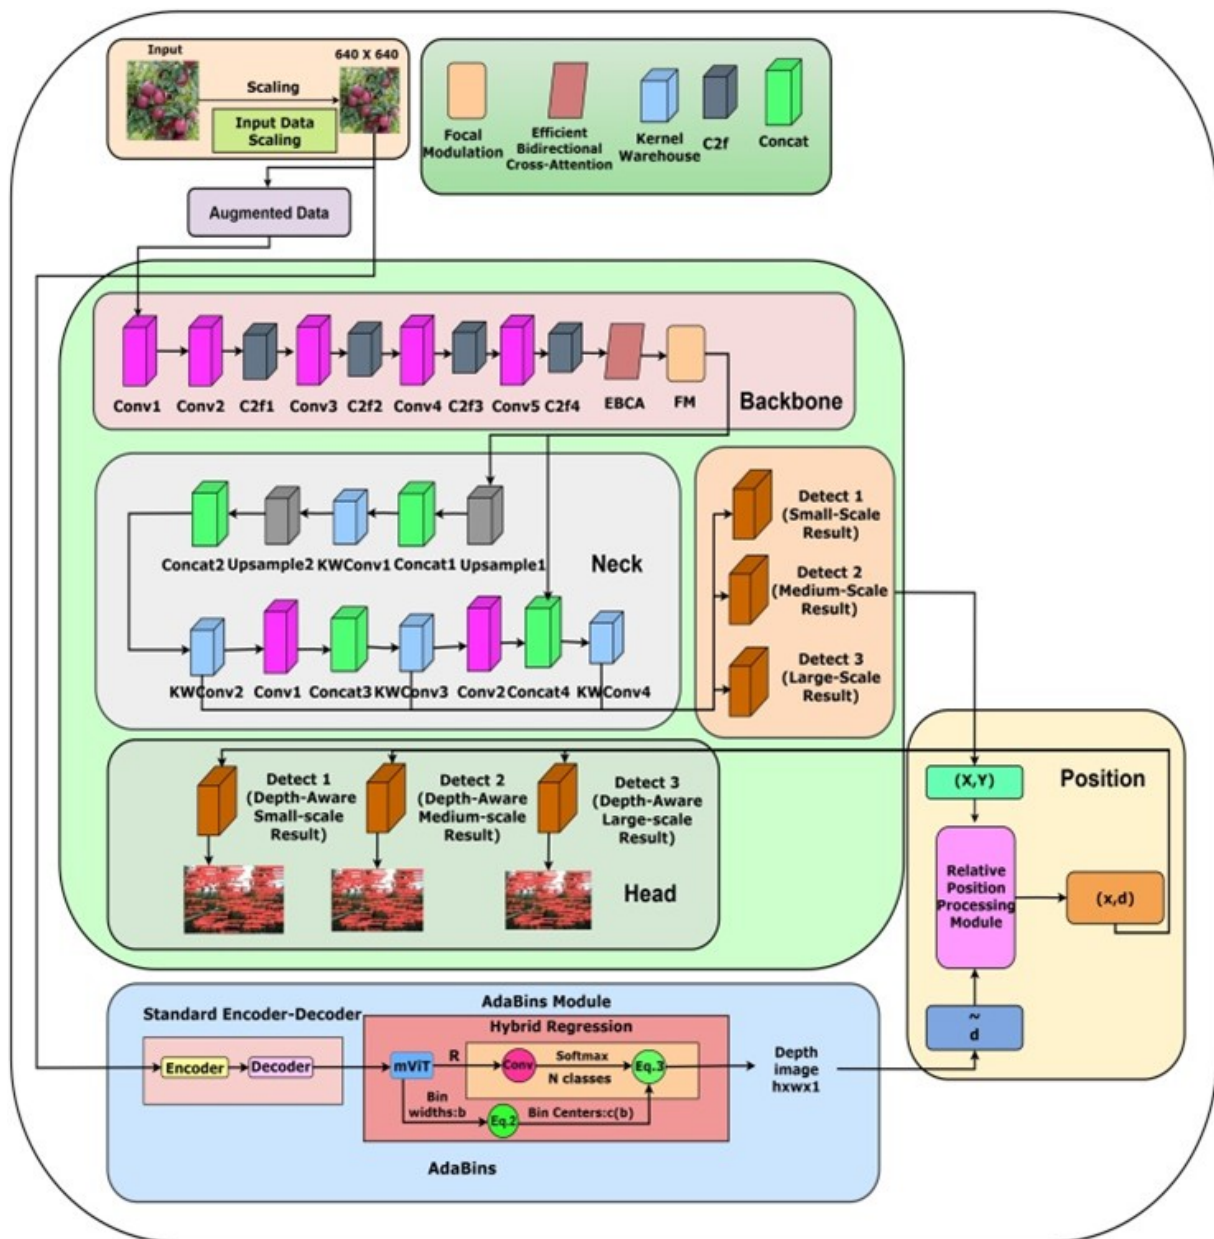 Input
640 X 640
Scaling
Input Data
Scaling
Focal
Modulation
Efficient
Bidirectional
Cross-Attention
Kernel
Warehouse
C2f
Concat
Augmented Data
Conv1
Conv2
C2f1
Conv3
C2f2
Conv4
C2f3
Conv5
C2f4
EBCA
FM
Backbone
Concat2
Upsample2
KWConv1
Concat1
Upsample1
Neck
KWConv2
Conv1
Concat3
KWConv3
Conv2
Concat4
KWConv4
Detect 1
(Small-Scale
Result)
Detect 2
(Medium-Scale
Result)
Detect 3
(Large-Scale
Result)
Detect 1
(Depth-Aware
Small-scale
Result)
Detect 2
(Depth-Aware
Medium-scale
Result)
Detect 3
(Depth-Aware
Large-scale
Result)
Head
(X,Y)
Position
Relative
Position
Processing
Module
(x,d)
~
d
AdaBins Module
Standard Encoder-Decoder
Hybrid Regression
Encoder
Decoder
mViT
R
Conv
Softmax
N classes
Eq.3
Bin
widths:b
Eq.2
Bin Centers:c(b)
Depth
image
hxwx1
AdaBins